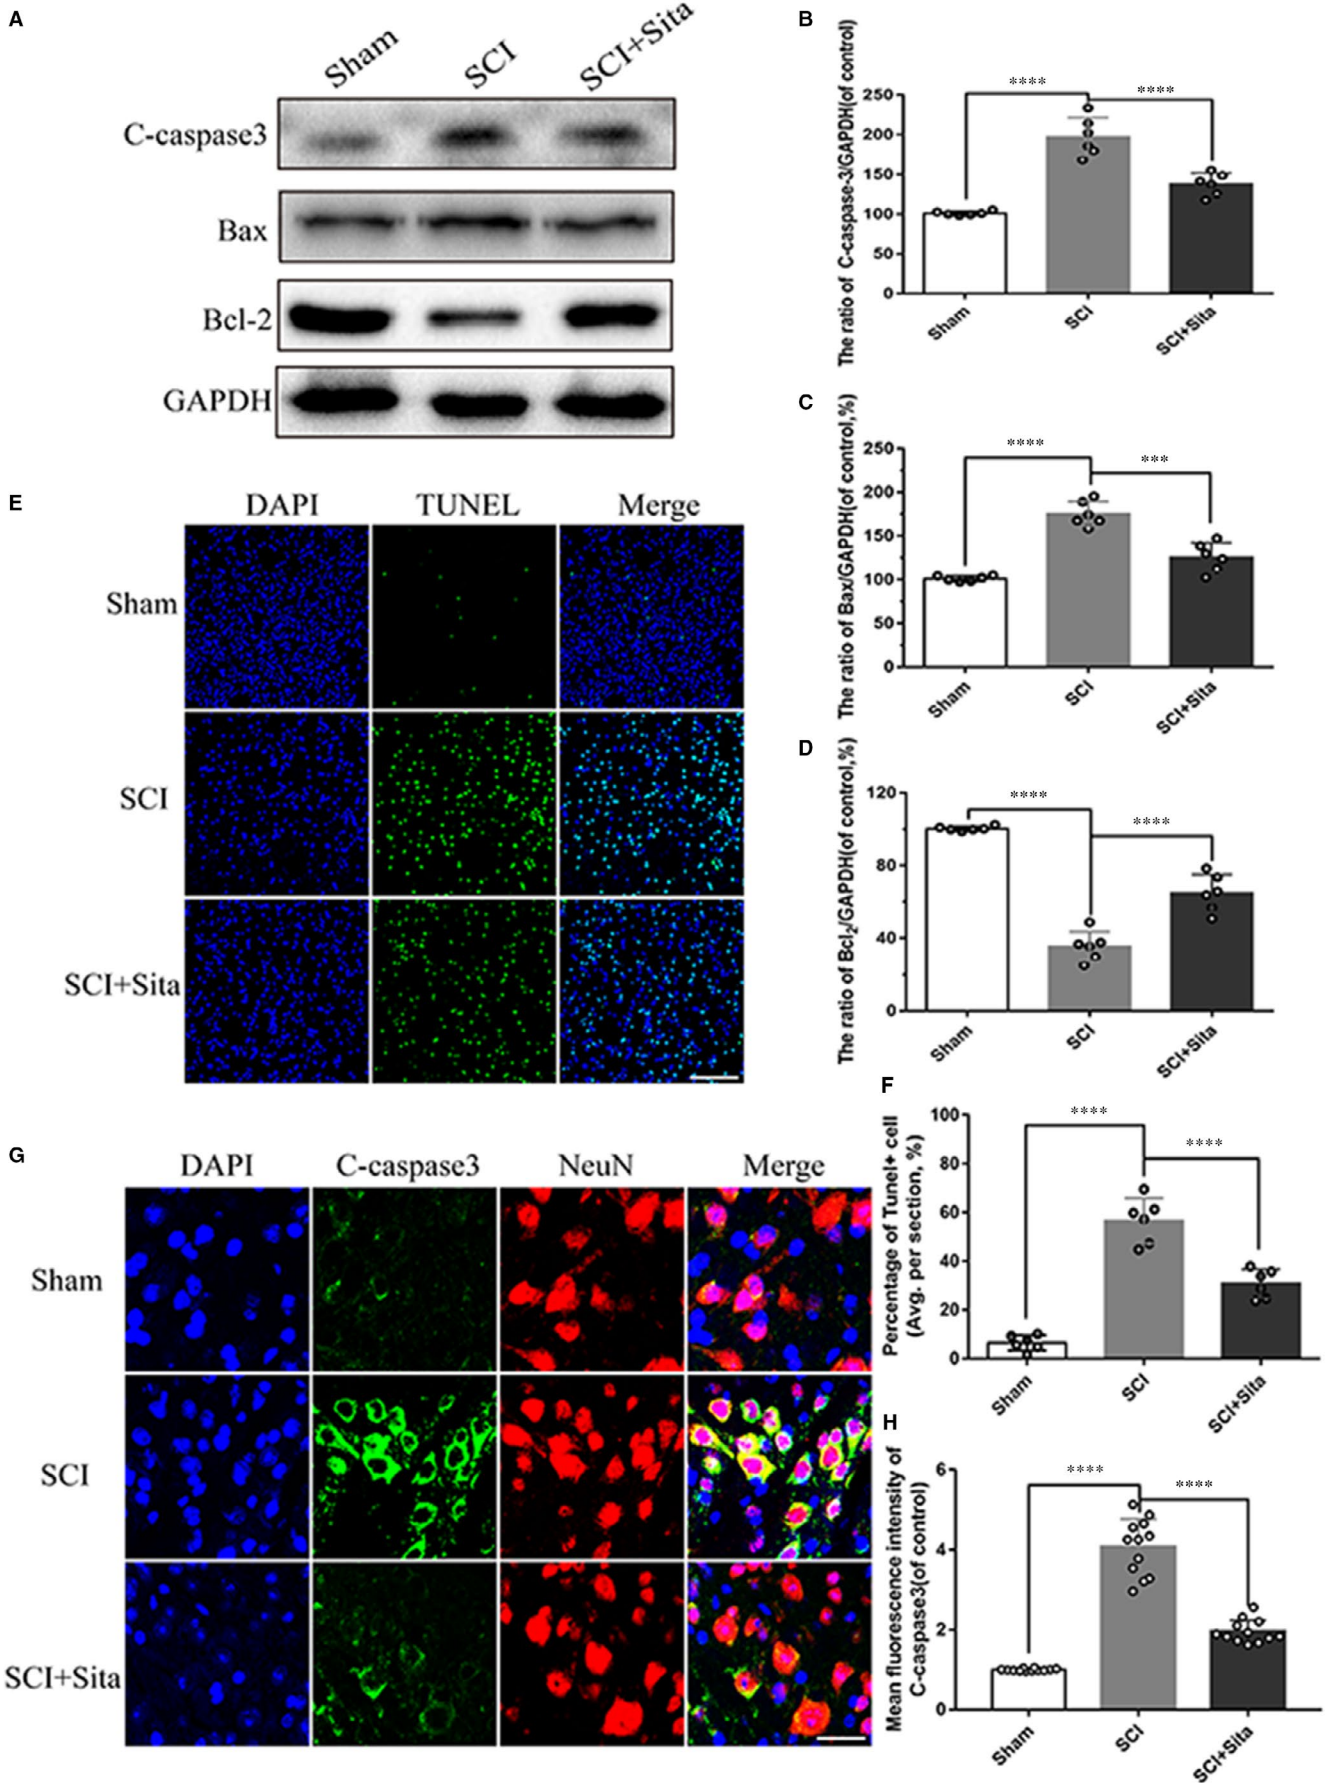 A
Sham
SCI
SCI+Sita
C-caspase3
Bax
Bcl-2
GAPDH
B
The ratio of C-caspase-3/GAPDH(of control)
250
200
150
100
50
0
****
****
Sham
SCI
SCI+Sita
C
The ratio of Bax/GAPDH(of control,%)
250
200
150
100
50
0
****
***
Sham
SCI
SCI+Sita
D
The ratio of Bcl2/GAPDH(of control,%)
120
80
40
0
****
****
Sham
SCI
SCI+Sita
E
DAPI
TUNEL
Merge
Sham
SCI
SCI+Sita
F
Percentage of Tunel+ cell
(Avg. per section, %)
100
80
60
40
20
0
****
****
Sham
SCI
SCI+Sita
G
DAPI
C-caspase3
NeuN
Merge
Sham
SCI
SCI+Sita
H
Mean fluorescence intensity of
C-caspase3(of control)
6
4
2
0
****
****
Sham
SCI
SCI+Sita